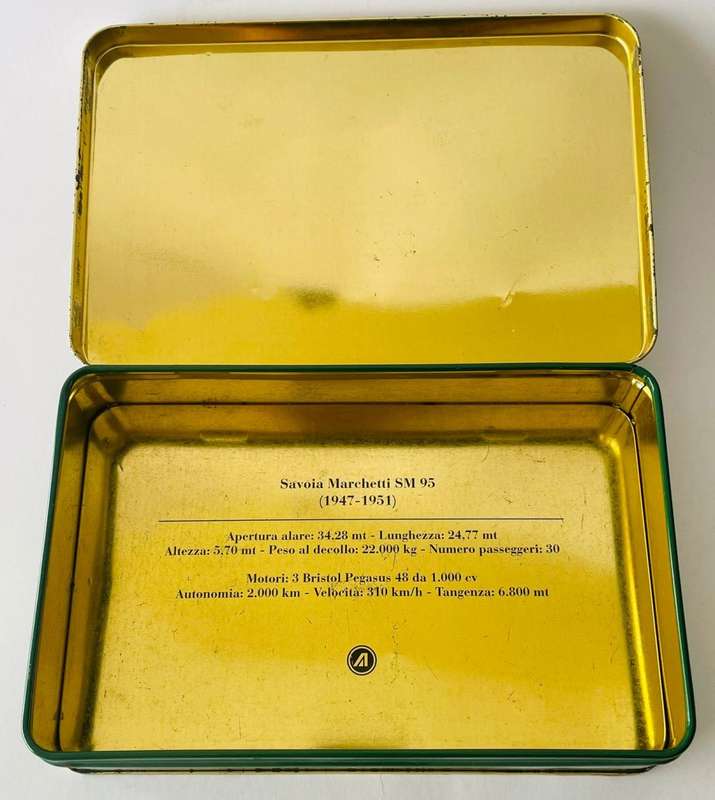 Savoia Marchetti SM 95
(1947-1951)
Apertura alare: 34.28 mt - Lunghezza: 24,77 mt
Altezza: 5,70 mt - Peso al decollo: 22.000 kg - Numero passeggeri: 30
Motori: 3 Bristol Pegasus 48 da 1.000 cv
Autonomia: 2.000 km - Velocità: 310 km/h - Tangenza: 6.800 mt